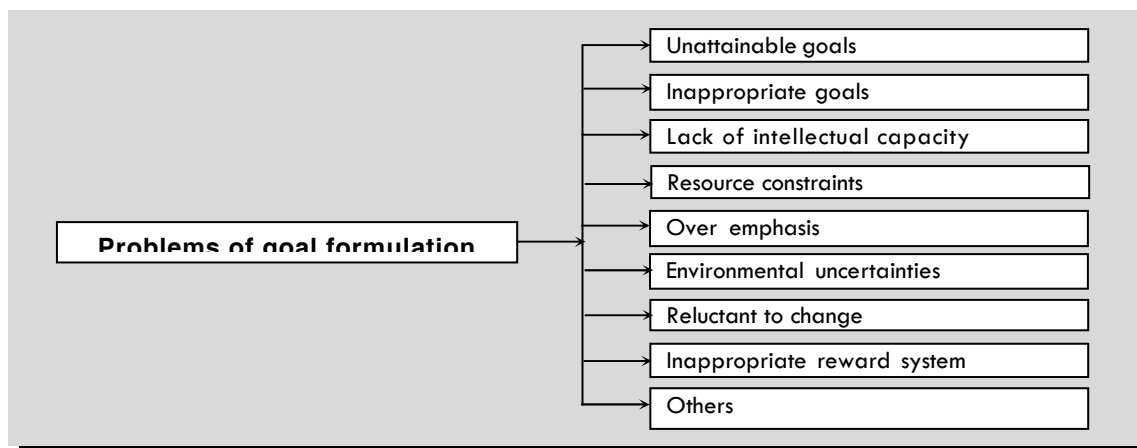 Unattainable goals
Inappropriate goals
Lack of intellectual capacity
Resource constraints
Problems of goal formulation
Over emphasis
Environmental uncertainties
Reluctant to change
Inappropriate reward system
Others